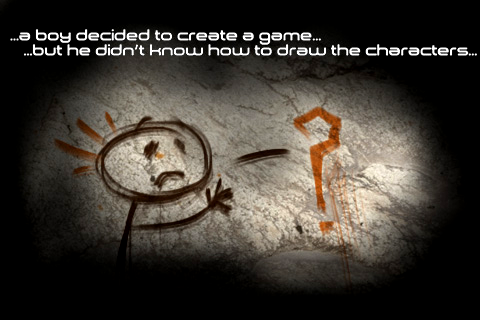 ...a boy decided to create a game...
...but he didn't know how to draw the characters...
?